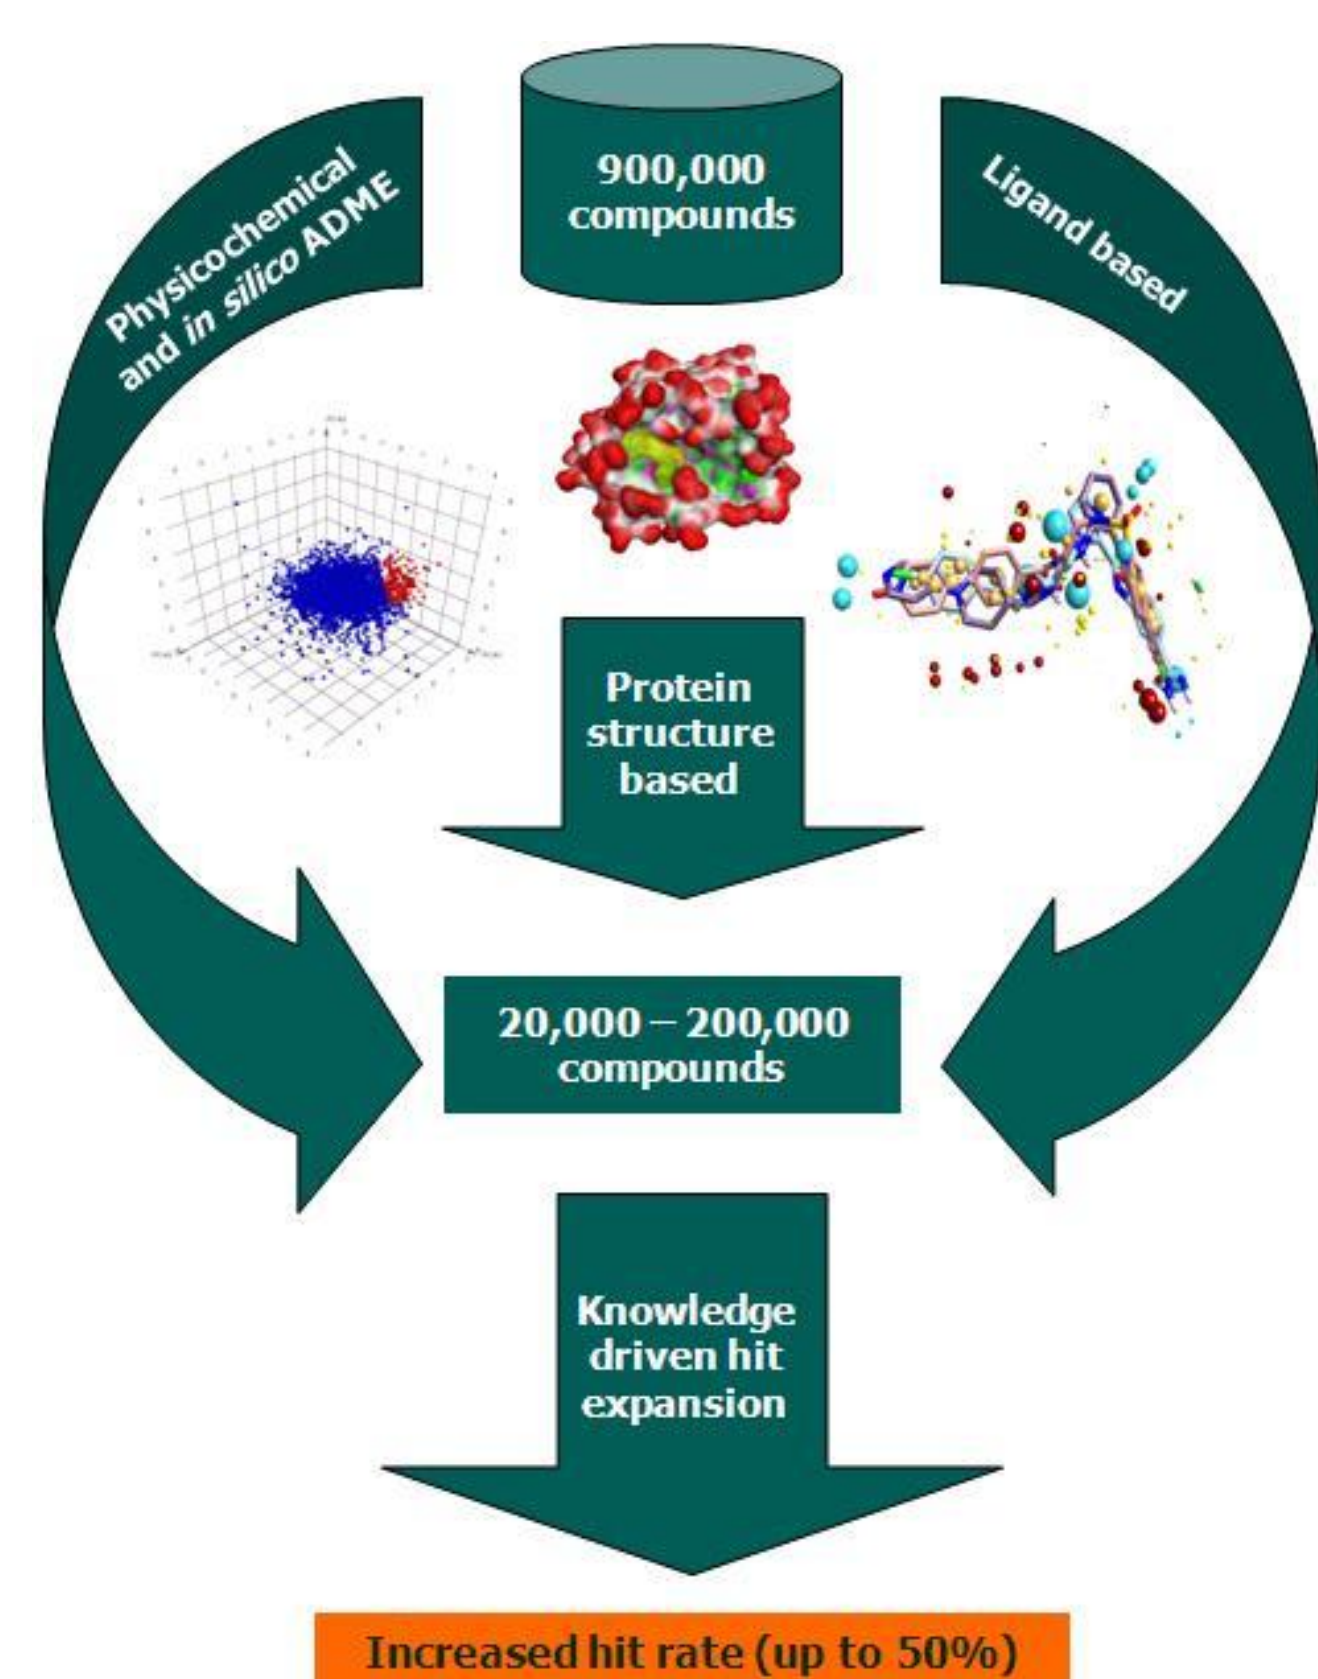 900,000
compounds
Physicochemical
and in silico ADME
Ligand based
Protein
structure
based
20,000 – 200,000
compounds
Knowledge
driven hit
expansion
Increased hit rate (up to 50%)